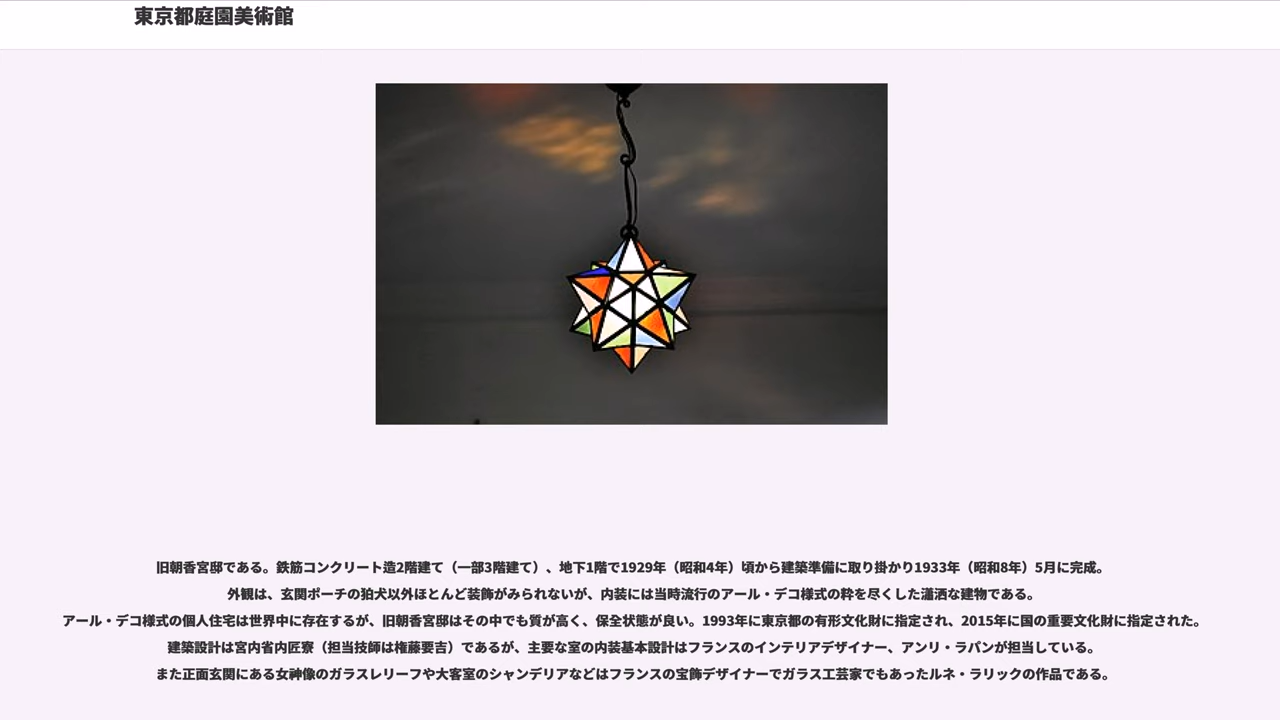 東京都庭園美術館
旧朝香宮邸である。鉄筋コンクリート造2階建て（一部3階建て）、地下1階で1929年（昭和4年）頃から建築準備に取り掛かり1933年（昭和8年）5月に完成。
外観は、玄関ポーチの狛犬以外ほとんど装飾がみられないが、内装には当時流行のアール・デコ様式の粋を尽くした瀟洒な建物である。
アール・デコ様式の個人住宅は世界中に存在するが、旧朝香宮邸はその中でも質が高く、保全状態が良い。1993年に東京都の有形文化財に指定され、2015年に国の重要文化財に指定された。
建築設計は宮内省内匠寮（担当技師は権藤要吉）であるが、主要な室の内装基本設計はフランスのインテリアデザイナー、アンリ・ラパンが担当している。
また正面玄関にある女神像のガラスレリーフや大客室のシャンデリアなどはフランスの宝飾デザイナーでガラス工芸家でもあったルネ・ラリックの作品である。